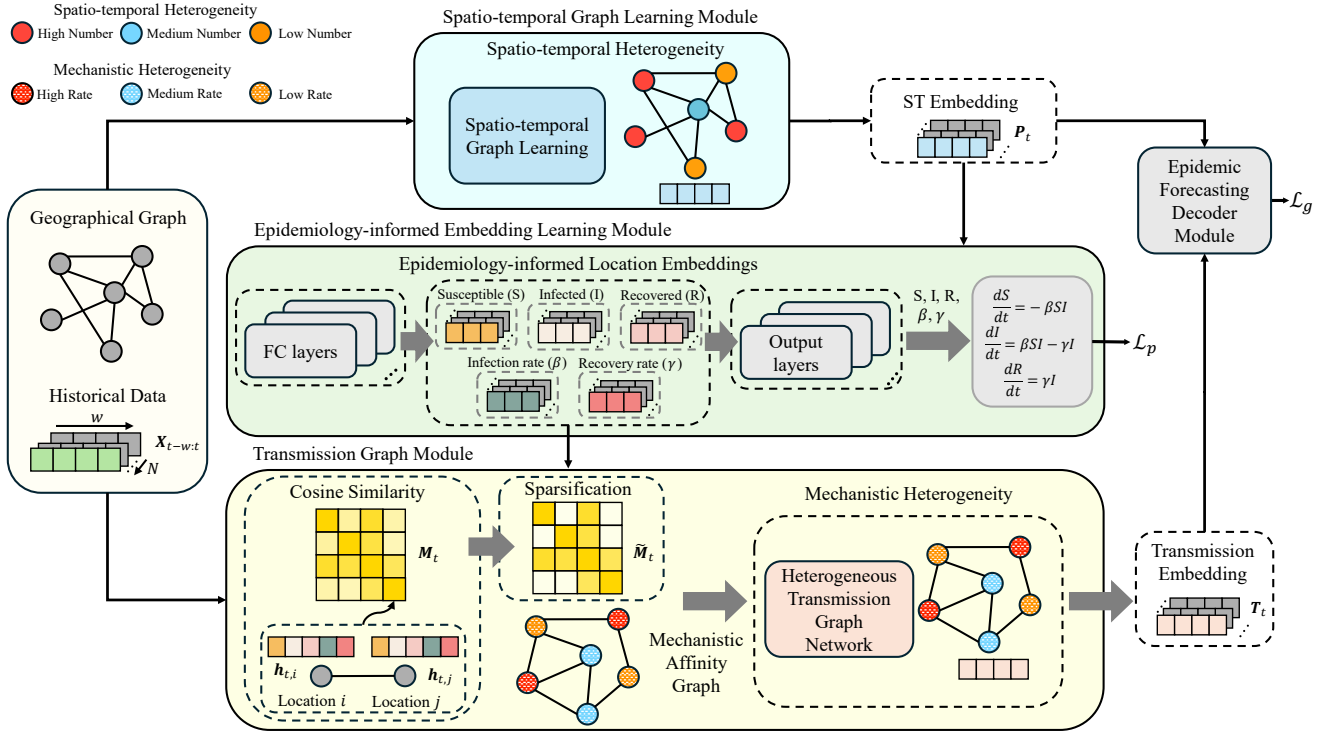 Spatio-temporal Heterogeneity
High Number
Medium Number
Low Number
Mechanistic Heterogeneity
High Rate
Medium Rate
Low Rate
Spatio-temporal Graph Learning Module
Spatio-temporal Heterogeneity
Spatio-temporal
Graph Learning
ST Embedding
P_t
Epidemic
Forecasting
Decoder
Module
ℒ_g
Geographical Graph
Historical Data
w
X_{t−w:t}
N
Epidemiology-informed Embedding Learning Module
Epidemiology-informed Location Embeddings
FC layers
Susceptible (S)
Infected (I)
Recovered (R)
Infection rate (β)
Recovery rate (γ)
Output
layers
S, I, R,
β, γ
dS/dt = − βSI
dI/dt = βSI − γI
dR/dt = γI
ℒ_p
Transmission Graph Module
Cosine Similarity
M_t
h_{t,i}
h_{t,j}
Location i
Location j
Sparsification
M̃_t
Mechanistic
Affinity
Graph
Mechanistic Heterogeneity
Heterogeneous
Transmission
Graph
Network
Transmission
Embedding
T_t